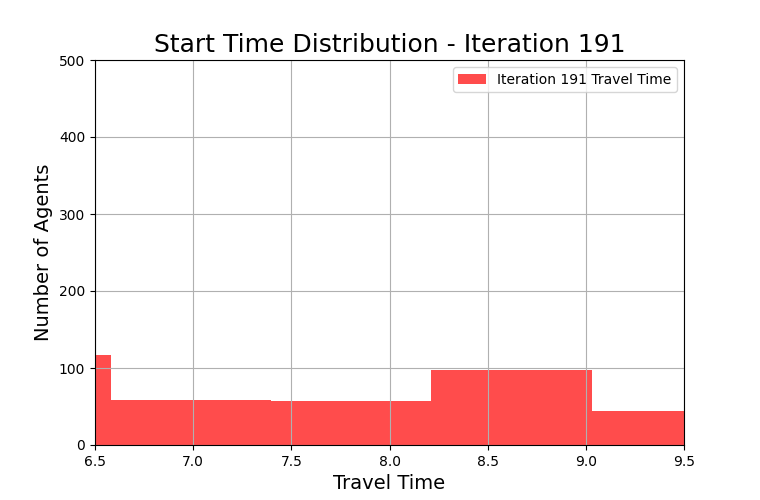 Start Time Distribution - Iteration 191
Iteration 191 Travel Time
Number of Agents
500
400
300
200
100
0
6.5 7.0 7.5 8.0 8.5 9.0 9.5
Travel Time